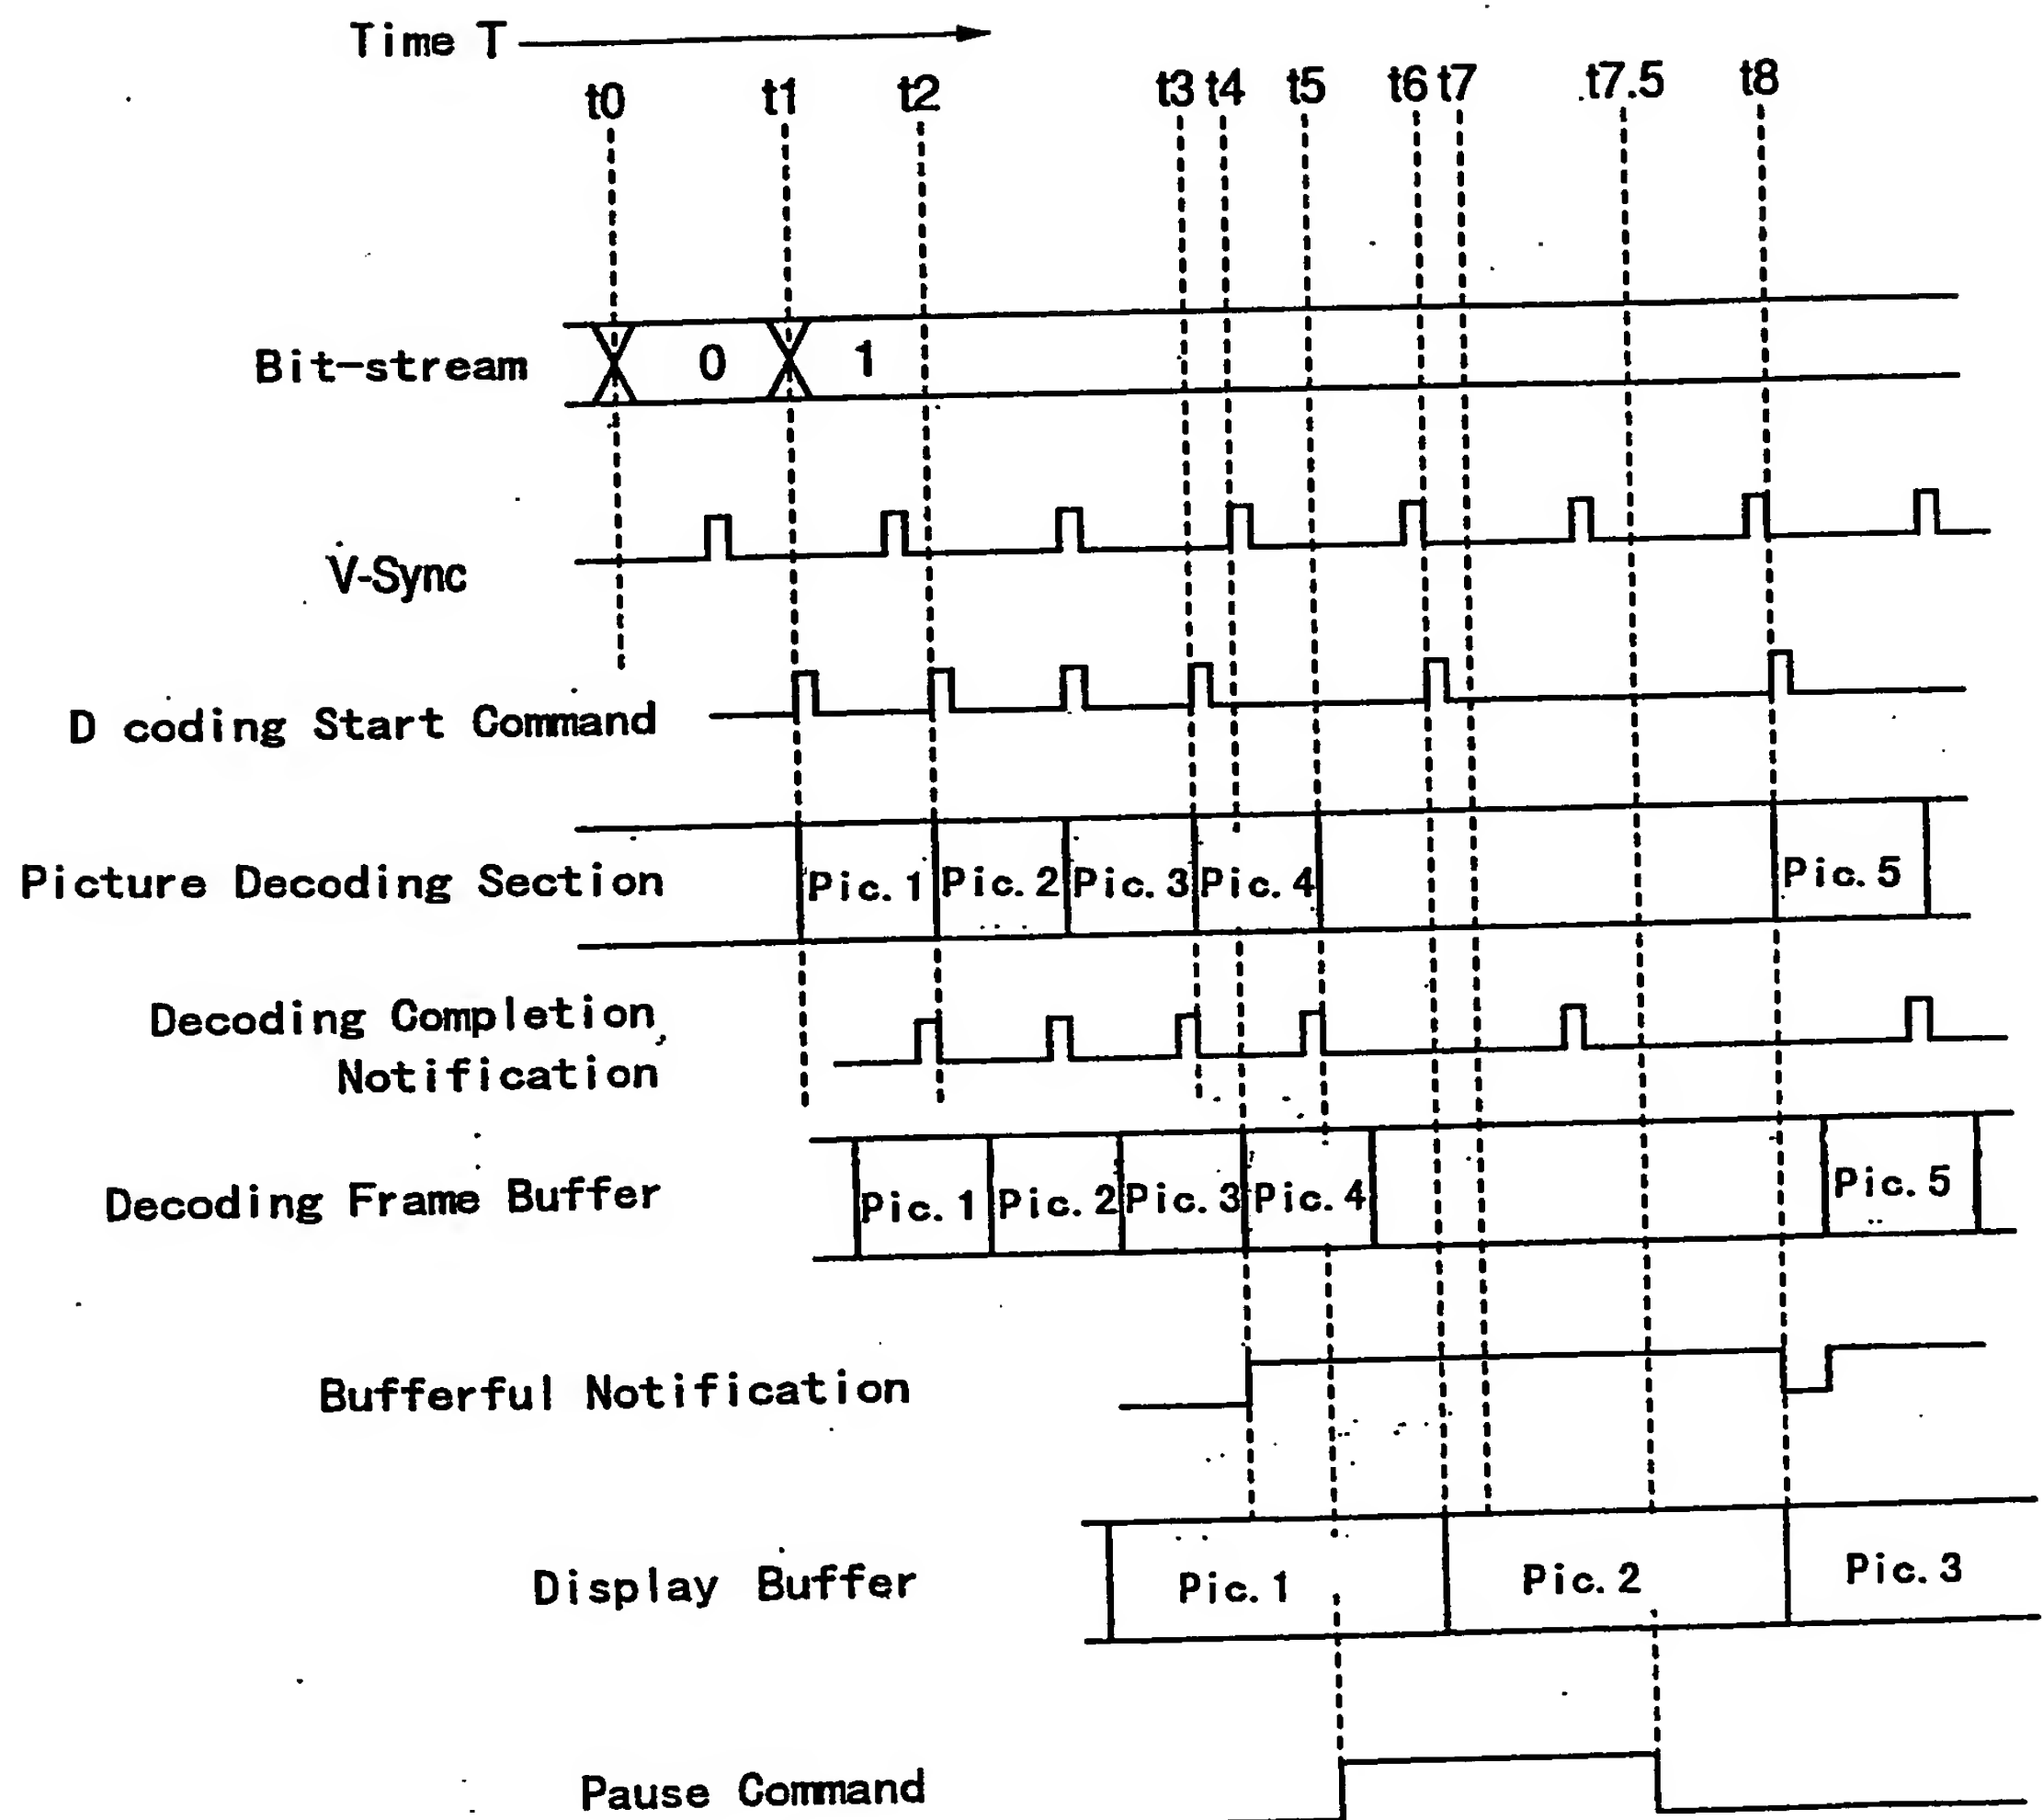 Time T
t0 t1 t2 t3 t4 t5 t6 t7 t7.5 t8
Bit-stream 0 1
V-Sync
D coding Start Command
Picture Decoding Section Pic. 1 Pic. 2 Pic. 3 Pic. 4 Pic. 5
Decoding Completion
Notification
Decoding Frame Buffer Pic. 1 Pic. 2 Pic. 3 Pic. 4 Pic. 5
Bufferful Notification
Display Buffer Pic. 1 Pic. 2 Pic. 3
Pause Command